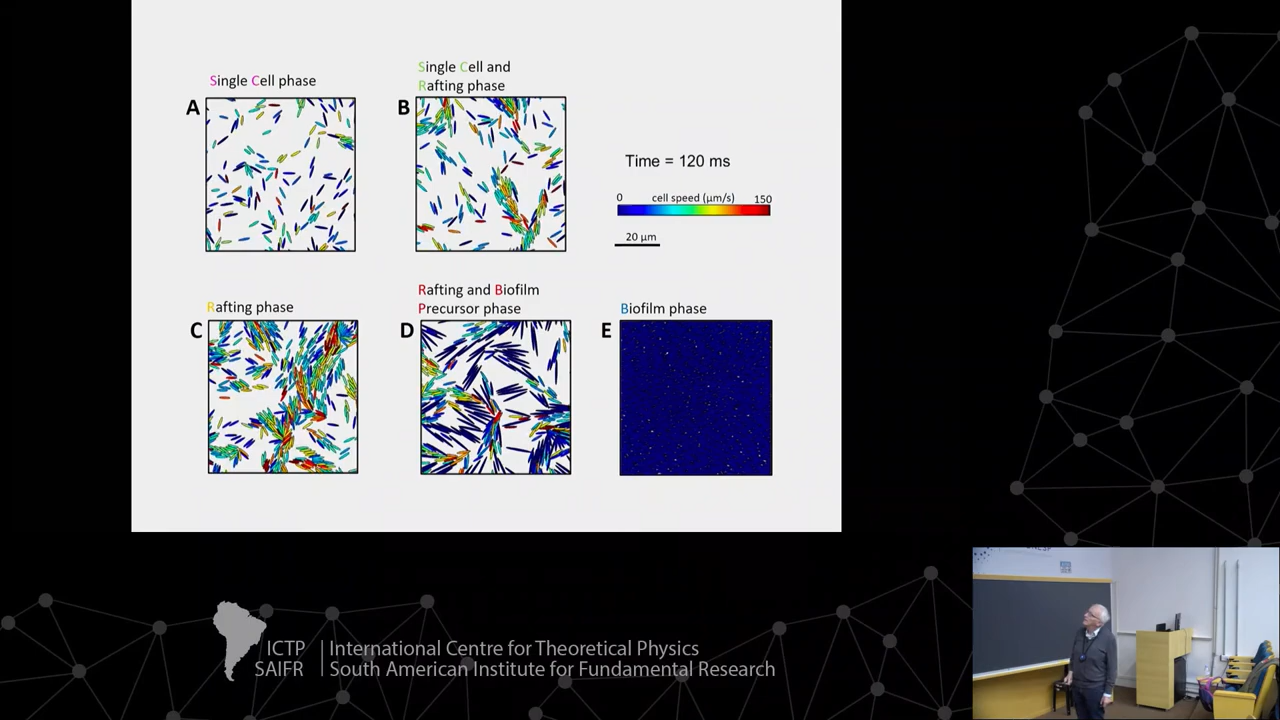 Single Cell phase
A
Single Cell and
Rafting phase
B
Time = 120 ms
0 cell speed (µm/s) 150
20 µm
Rafting phase
C
Rafting and Biofilm
Precursor phase
D
Biofilm phase
E
ICTP
SAIFR
International Centre for Theoretical Physics
South American Institute for Fundamental Research